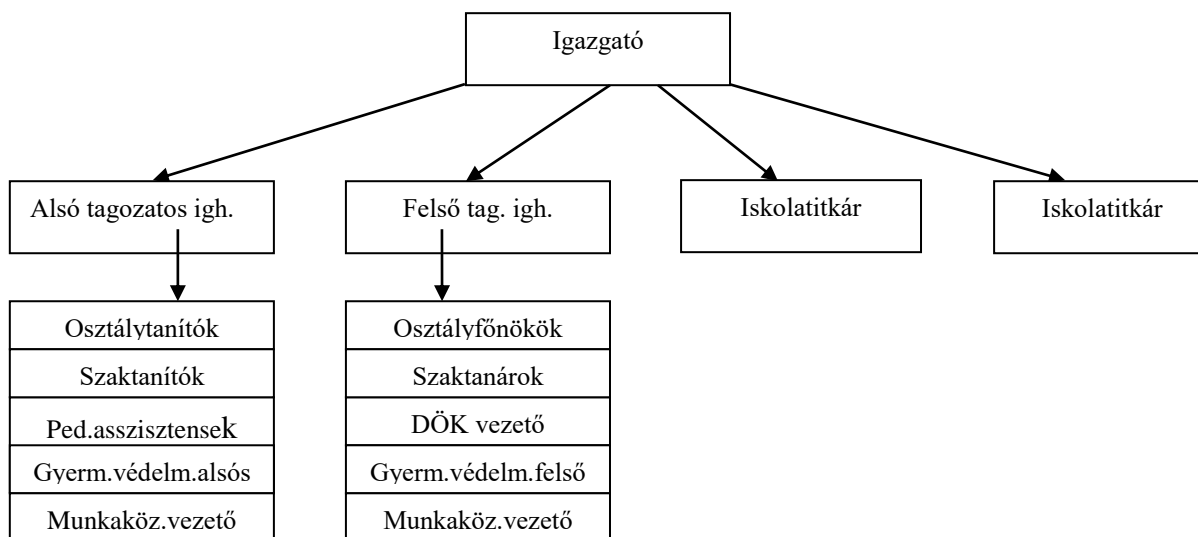 Igazgató
Alsó tagozatos igh.
Felső tag. igh.
Iskolatitkár
Iskolatitkár
Osztálytanítók
Szaktanítók
Ped.asszisztensek
Gyerm.védelm.alsós
Munkaköz.vezető
Osztályfőnökök
Szaktanárok
DÖK vezető
Gyerm.védelm.felső
Munkaköz.vezető